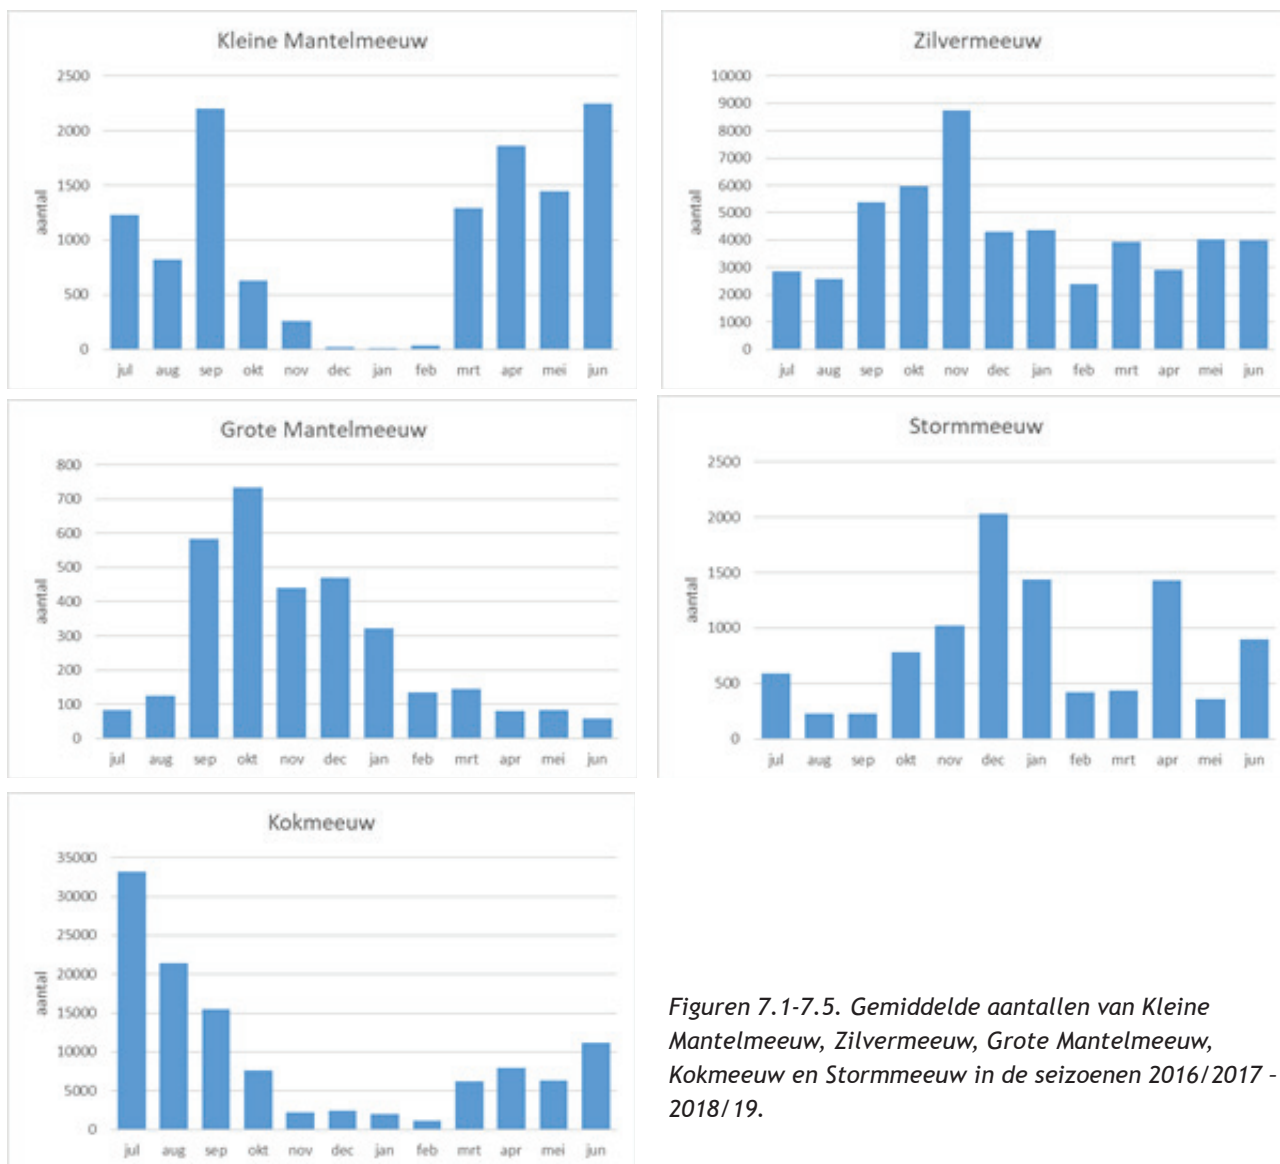 Kleine Mantelmeeuw
2500
2000
1500
1000
500
0
aantal
jul aug sep okt nov dec jan feb mrt apr mei jun
Zilvermeeuw
10000
9000
8000
7000
6000
5000
4000
3000
2000
1000
0
aantal
jul aug sep okt nov dec jan feb mrt apr mei jun
Grote Mantelmeeuw
800
700
600
500
400
300
200
100
0
aantal
jul aug sep okt nov dec jan feb mrt apr mei jun
Stormmeeuw
2500
2000
1500
1000
500
0
aantal
jul aug sep okt nov dec jan feb mrt apr mei jun
Kokmeeuw
35000
30000
25000
20000
15000
10000
5000
0
aantal
jul aug sep okt nov dec jan feb mrt apr mei jun
Figuren 7.1-7.5. Gemiddelde aantallen van Kleine
Mantelmeeuw, Zilvermeeuw, Grote Mantelmeeuw,
Kokmeeuw en Stormmeeuw in de seizoenen 2016/2017 –
2018/19.